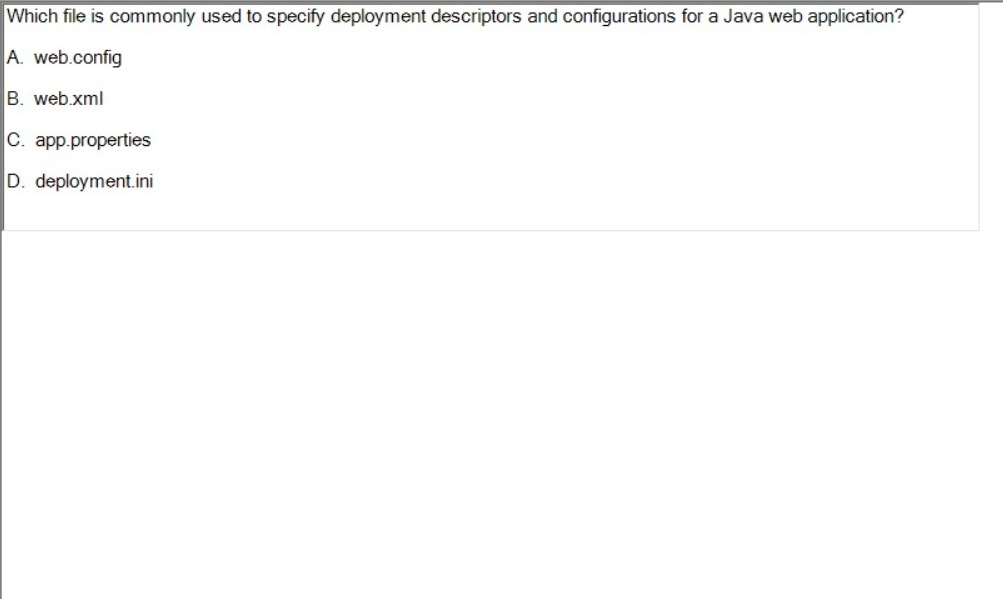 Which file is commonly used to specify deployment descriptors and configurations for a Java web application?
A. web.config
B. web.xml
C. app.properties
D. deployment.ini